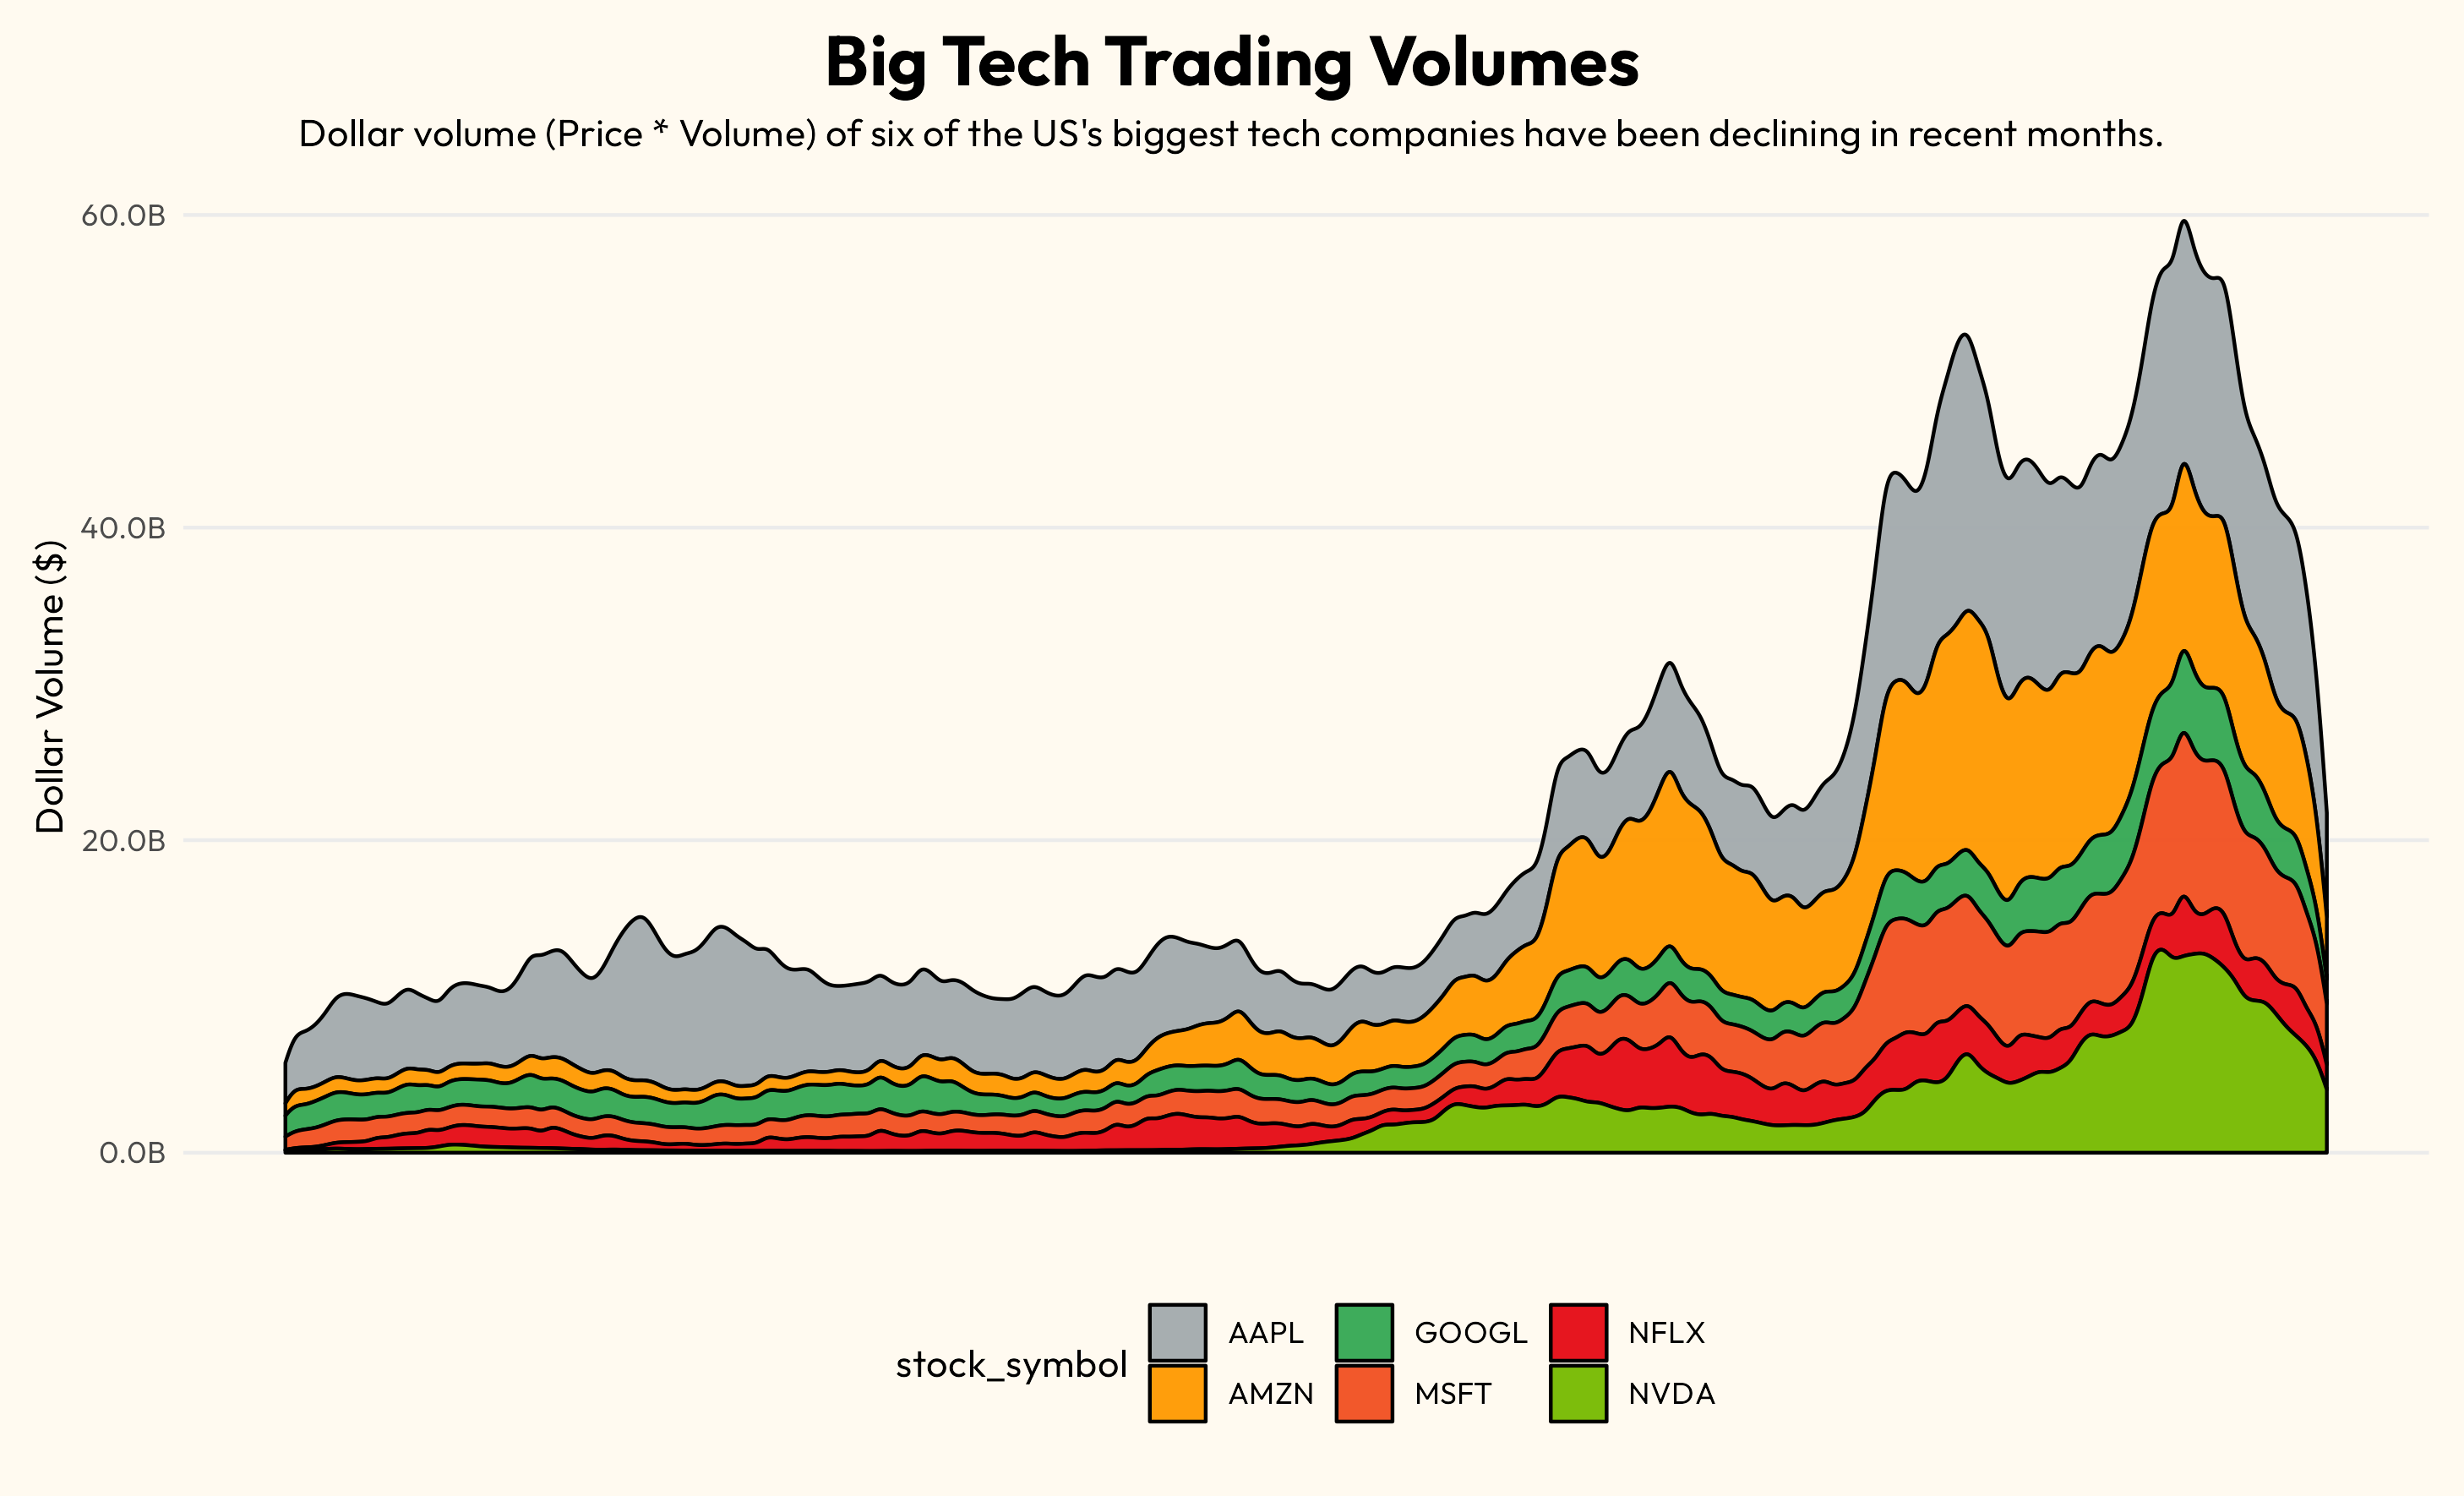 Big Tech Trading Volumes
Dollar volume (Price * Volume) of six of the US's biggest tech companies have been declining in recent months.
60.0B
40.0B
20.0B
0.0B
Dollar Volume ($)
stock_symbol
AAPL
GOOGL
NFLX
AMZN
MSFT
NVDA